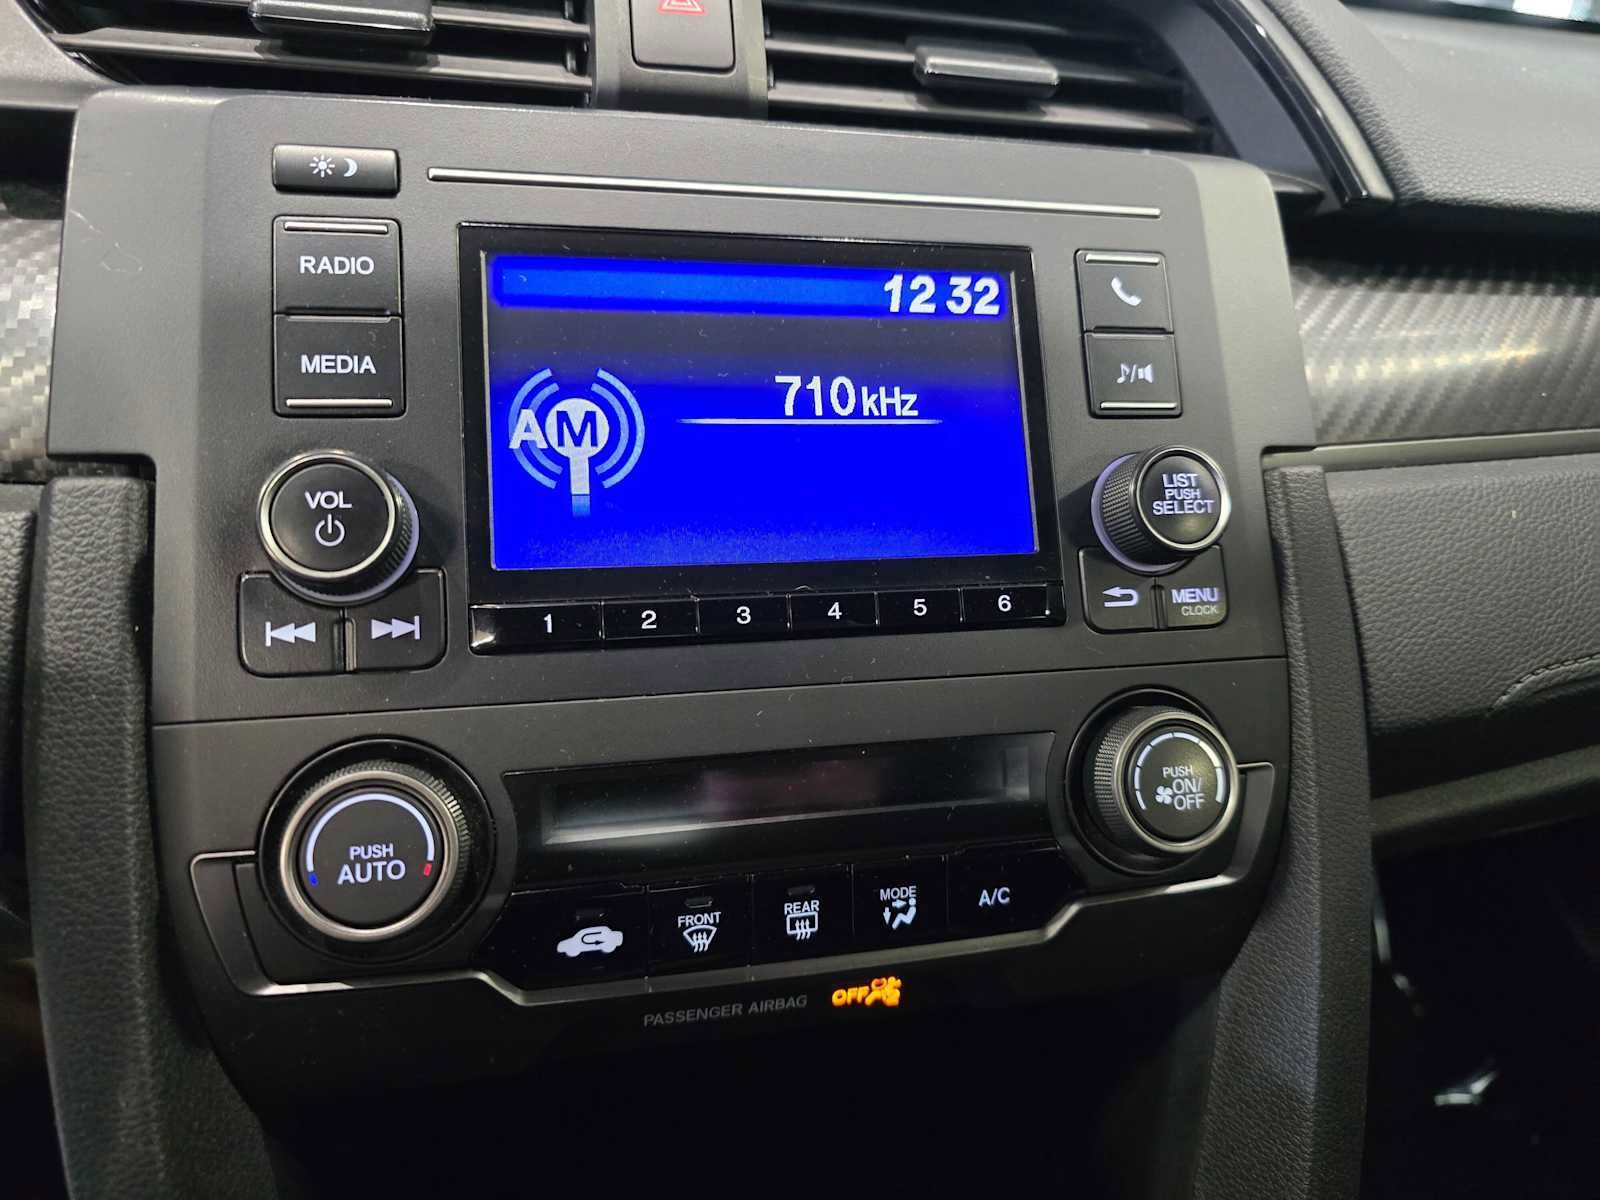 RADIO
MEDIA
12 32
710 kHz
AM
VOL
LIST
PUSH
SELECT
MENU
CLOCK
1 2 3 4 5 6
PUSH
AUTO
PUSH
ON/
OFF
FRONT
REAR
MODE
A/C
PASSENGER AIRBAG OFF